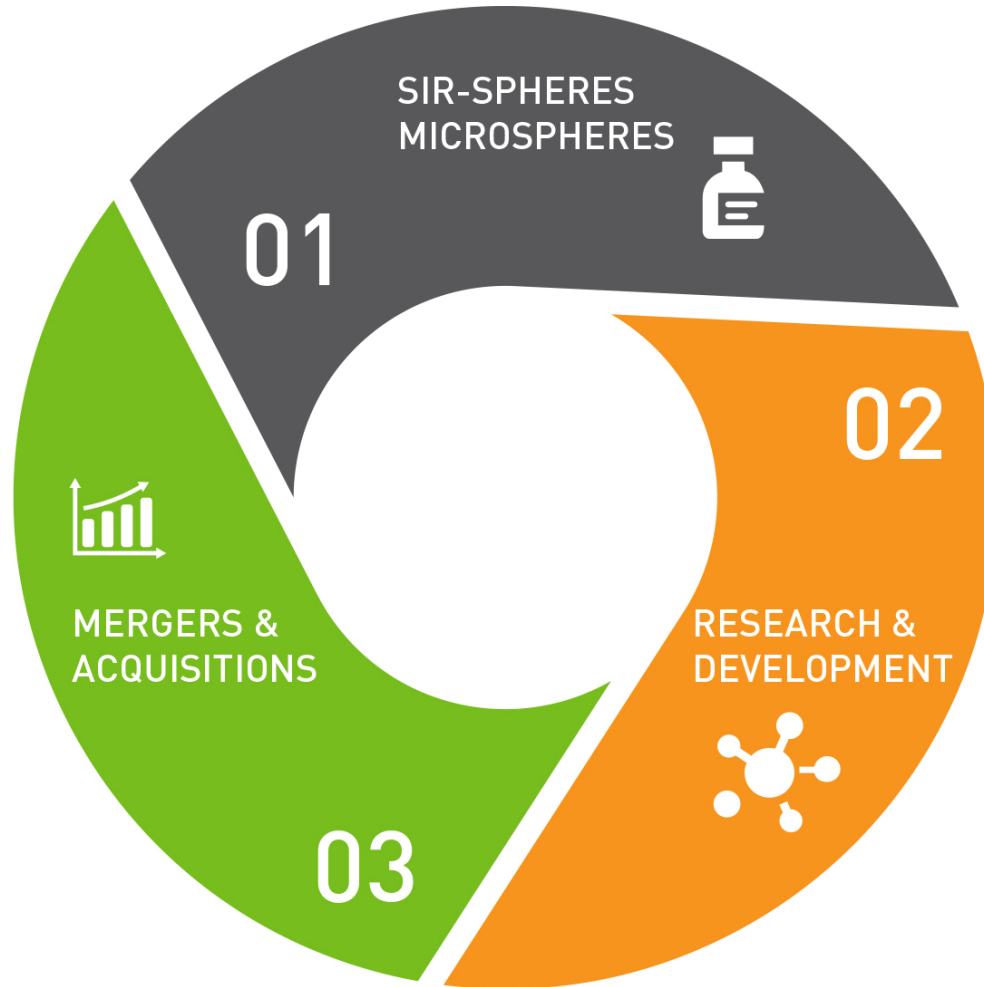 SIR-SPHERES
MICROSPHERES
01
02
RESEARCH &
DEVELOPMENT
MERGERS &
ACQUISITIONS
03